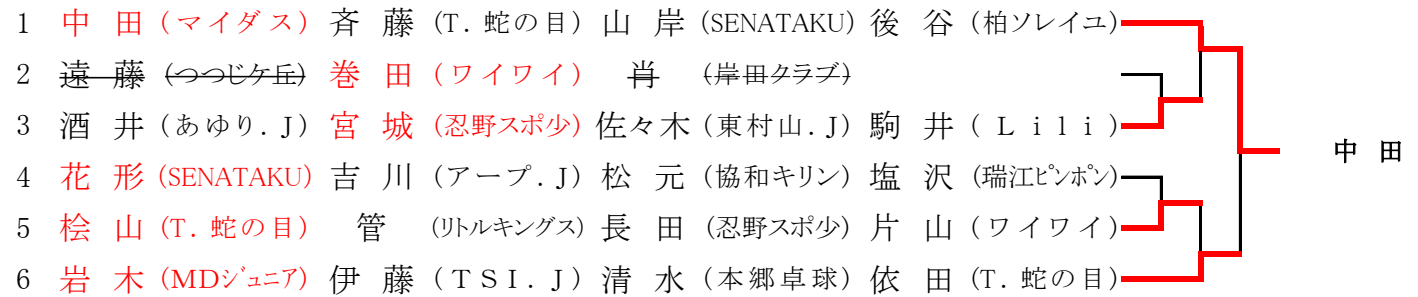 1 中 田 (マイダス) 斉 藤 (T. 蛇の目) 山 岸 (SENATAKU) 後 谷 (柏ソレイユ)
2 遠 藤 (つつじケ丘) 巻 田 (ワイワイ) 肖 (岸田クラブ)
3 酒 井 (あゆり. J) 宮 城 (忍野スポ少) 佐々木 (東村山. J) 駒 井 (Lili)
中 田
4 花 形 (SENATAKU) 吉 川 (アープ. J) 松 元 (協和キリン) 塩 沢 (瑞江ピンポン)
5 桧 山 (T. 蛇の目) 管 (リトルキングス) 長 田 (忍野スポ少) 片 山 (ワイワイ)
6 岩 木 (MDジュニア) 伊 藤 (TSI. J) 清 水 (本郷卓球) 依 田 (T. 蛇の目)